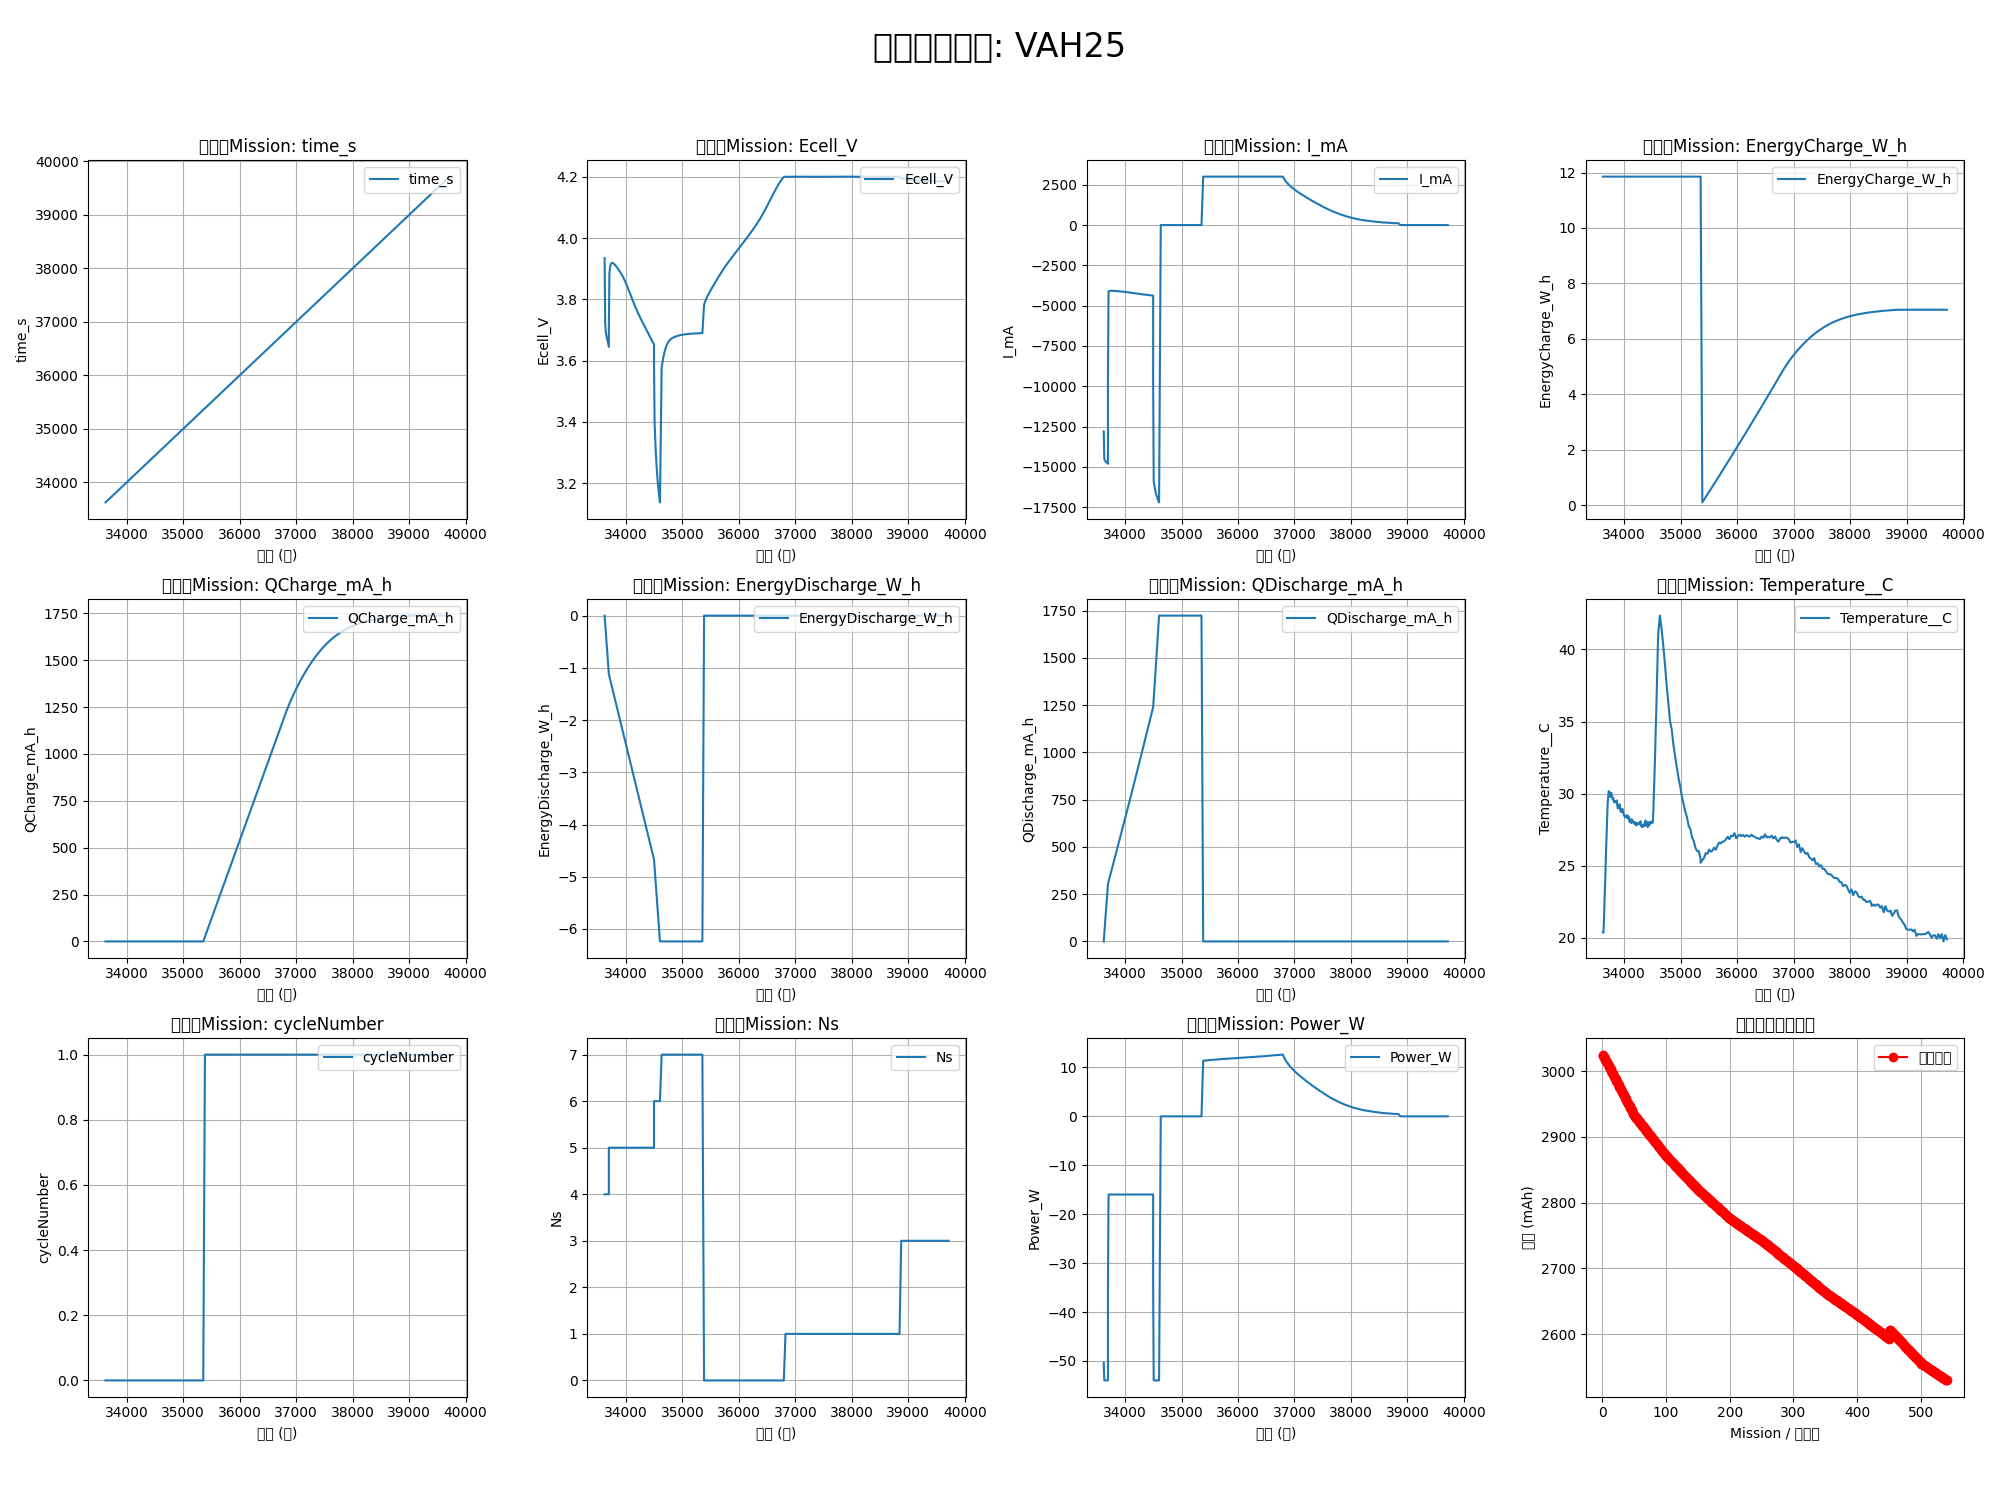 : VAH25
Mission: time_s
time_s
40000
39000
38000
37000
36000
35000
34000
time_s
34000 35000 36000 37000 38000 39000 40000
Mission: Ecell_V
Ecell_V
4.2
4.0
3.8
3.6
3.4
3.2
Ecell_V
34000 35000 36000 37000 38000 39000 40000
Mission: I_mA
I_mA
2500
0
−2500
−5000
−7500
−10000
−12500
−15000
−17500
I_mA
34000 35000 36000 37000 38000 39000 40000
Mission: EnergyCharge_W_h
EnergyCharge_W_h
12
10
8
6
4
2
0
EnergyCharge_W_h
34000 35000 36000 37000 38000 39000 40000
Mission: QCharge_mA_h
QCharge_mA_h
1750
1500
1250
1000
750
500
250
0
QCharge_mA_h
34000 35000 36000 37000 38000 39000 40000
Mission: EnergyDischarge_W_h
EnergyDischarge_W_h
0
−1
−2
−3
−4
−5
−6
EnergyDischarge_W_h
34000 35000 36000 37000 38000 39000 40000
Mission: QDischarge_mA_h
QDischarge_mA_h
1750
1500
1250
1000
750
500
250
0
QDischarge_mA_h
34000 35000 36000 37000 38000 39000 40000
Mission: Temperature__C
Temperature__C
40
35
30
25
20
Temperature__C
34000 35000 36000 37000 38000 39000 40000
Mission: cycleNumber
cycleNumber
1.0
0.8
0.6
0.4
0.2
0.0
cycleNumber
34000 35000 36000 37000 38000 39000 40000
Mission: Ns
Ns
7
6
5
4
3
2
1
0
Ns
34000 35000 36000 37000 38000 39000 40000
Mission: Power_W
Power_W
10
0
−10
−20
−30
−40
−50
Power_W
34000 35000 36000 37000 38000 39000 40000
3000
2900
2800
2700
2600
(mAh)
0 100 200 300 400 500
Mission /